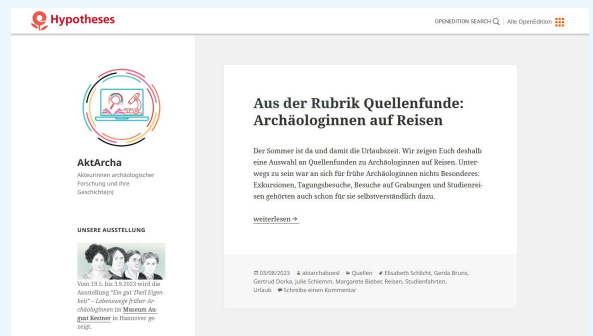 Hypotheses
OPENEDITION SEARCH
Alle OpenEdition
AktArcha
Akteurinnen archäologischer
Forschung und ihre
Geschichte(n)
UNSERE AUSSTELLUNG
Vom 19.5. bis 3.9.2023 wird die
Ausstellung "Ein gut Theil Eigen-
heit" – Lebenswege früher Ar-
chäologinnen im Museum Au-
gust Kestner in Hannover ge-
zeigt.
Aus der Rubrik Quellenfunde:
Archäologinnen auf Reisen
Der Sommer ist da und damit die Urlaubszeit. Wir zeigen Euch deshalb
eine Auswahl an Quellenfunden zu Archäologinnen auf Reisen. Unter-
wegs zu sein war an sich für frühe Archäologinnen nichts Besonderes:
Exkursionen, Tagungsbesuche, Besuche auf Grabungen und Studienrei-
sen gehörten auch schon für sie selbstverständlich dazu.
weiterlesen →
03/08/2023 aktarchaboed Quellen Elisabeth Schlicht, Gerda Bruns,
Gertrud Dorka, Julie Schlemm, Margarete Bieber, Reisen, Studienfahrten,
Urlaub Schreibe einen Kommentar